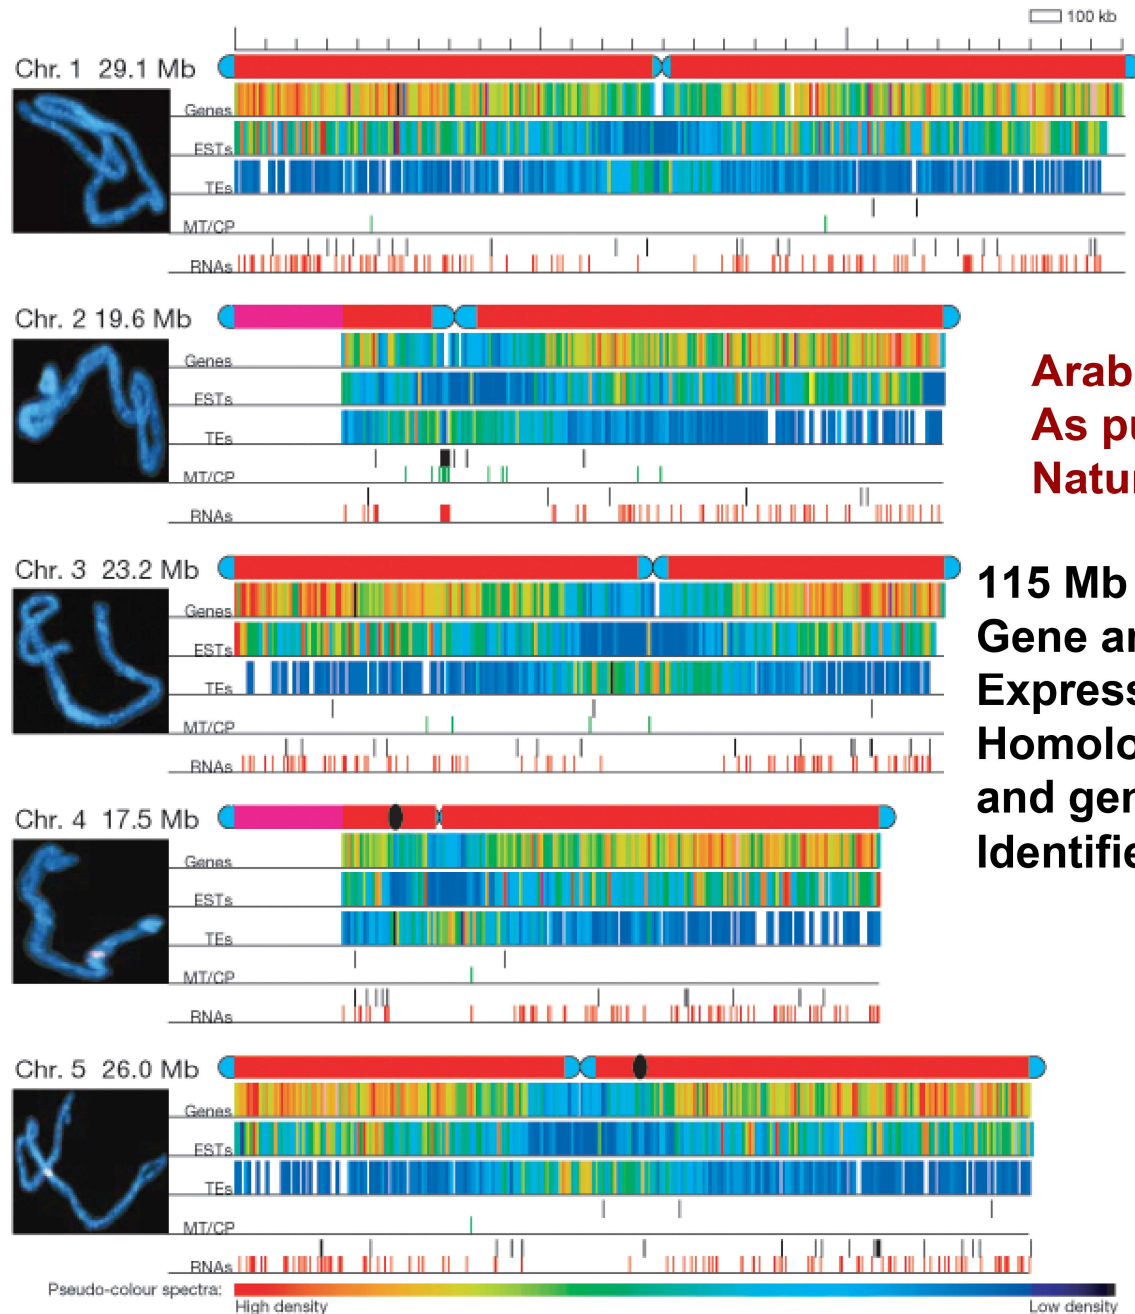 100 kb
Chr. 1 29.1 Mb
Genes
ESTs
TEs
MT/CP
RNAs
Chr. 2 19.6 Mb
Genes
ESTs
TEs
MT/CP
RNAs
Arab
As pu
Natur
Chr. 3 23.2 Mb
Genes
ESTs
TEs
MT/CP
RNAs
115 Mb
Gene an
Express
Homolo
and gen
Identifie
Chr. 4 17.5 Mb
Genes
ESTs
TEs
MT/CP
RNAs
Chr. 5 26.0 Mb
Genes
ESTs
TEs
MT/CP
RNAs
Pseudo-colour spectra:
High density Low density